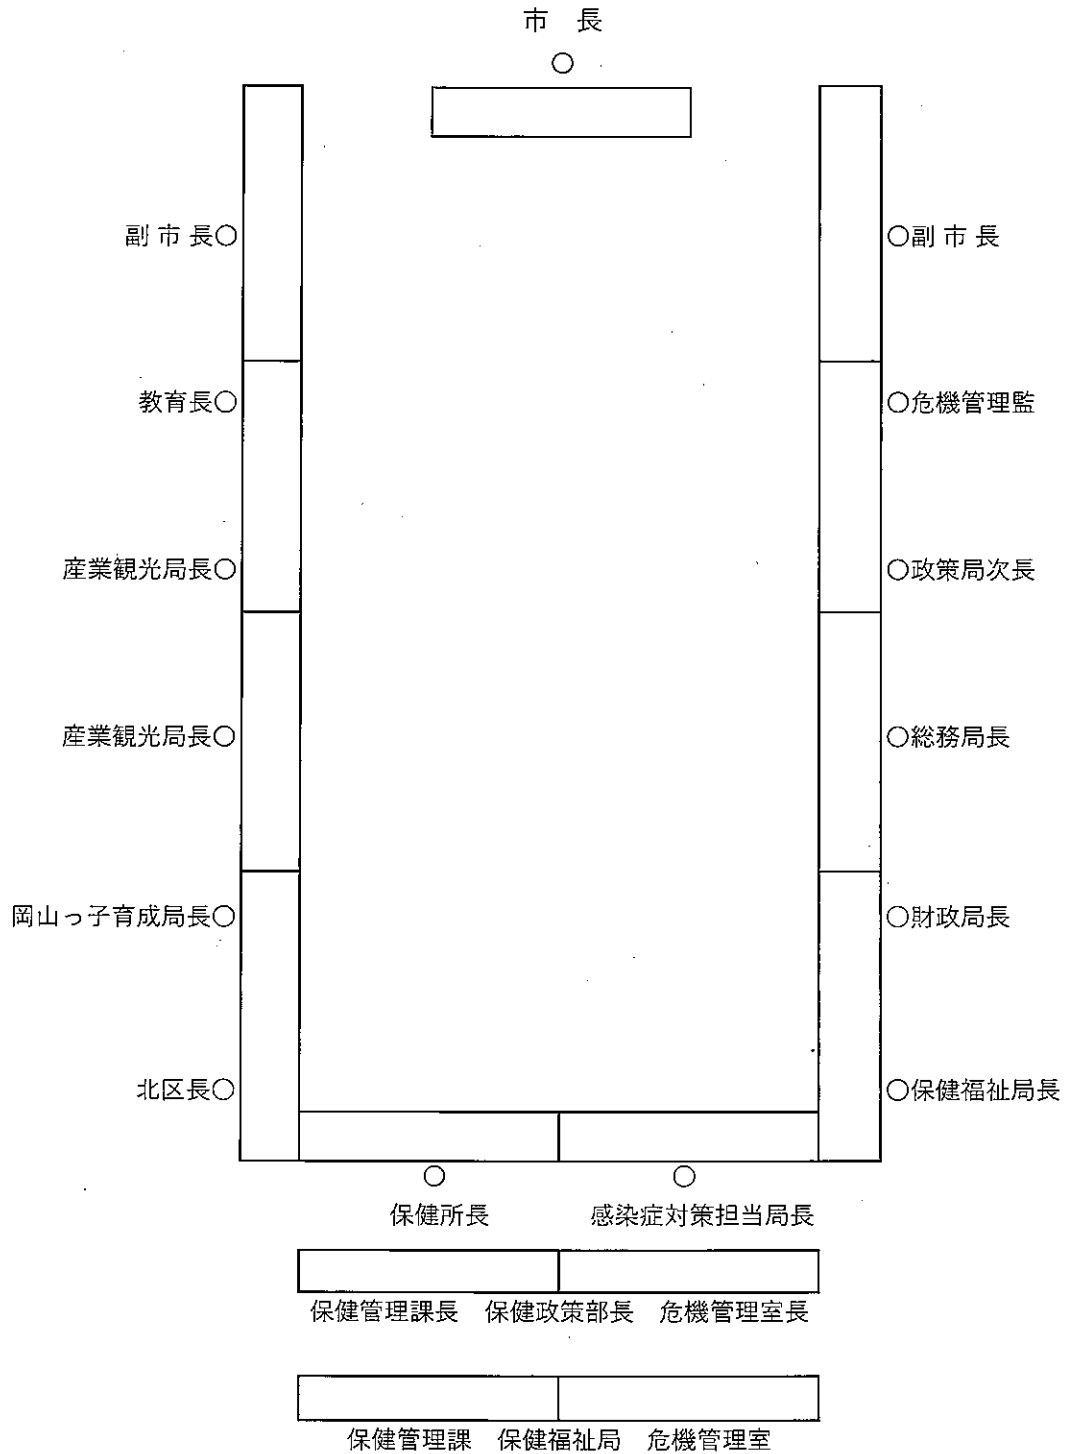 市 長
○
副 市 長○ ○副 市 長
教育長○ ○危機管理監
産業観光局長○ ○政策局次長
産業観光局長○ ○総務局長
岡山っ子育成局長○ ○財政局長
北区長○ ○保健福祉局長
○ ○
保健所長 感染症対策担当局長
保健管理課長 保健政策部長 危機管理室長
保健管理課 保健福祉局 危機管理室